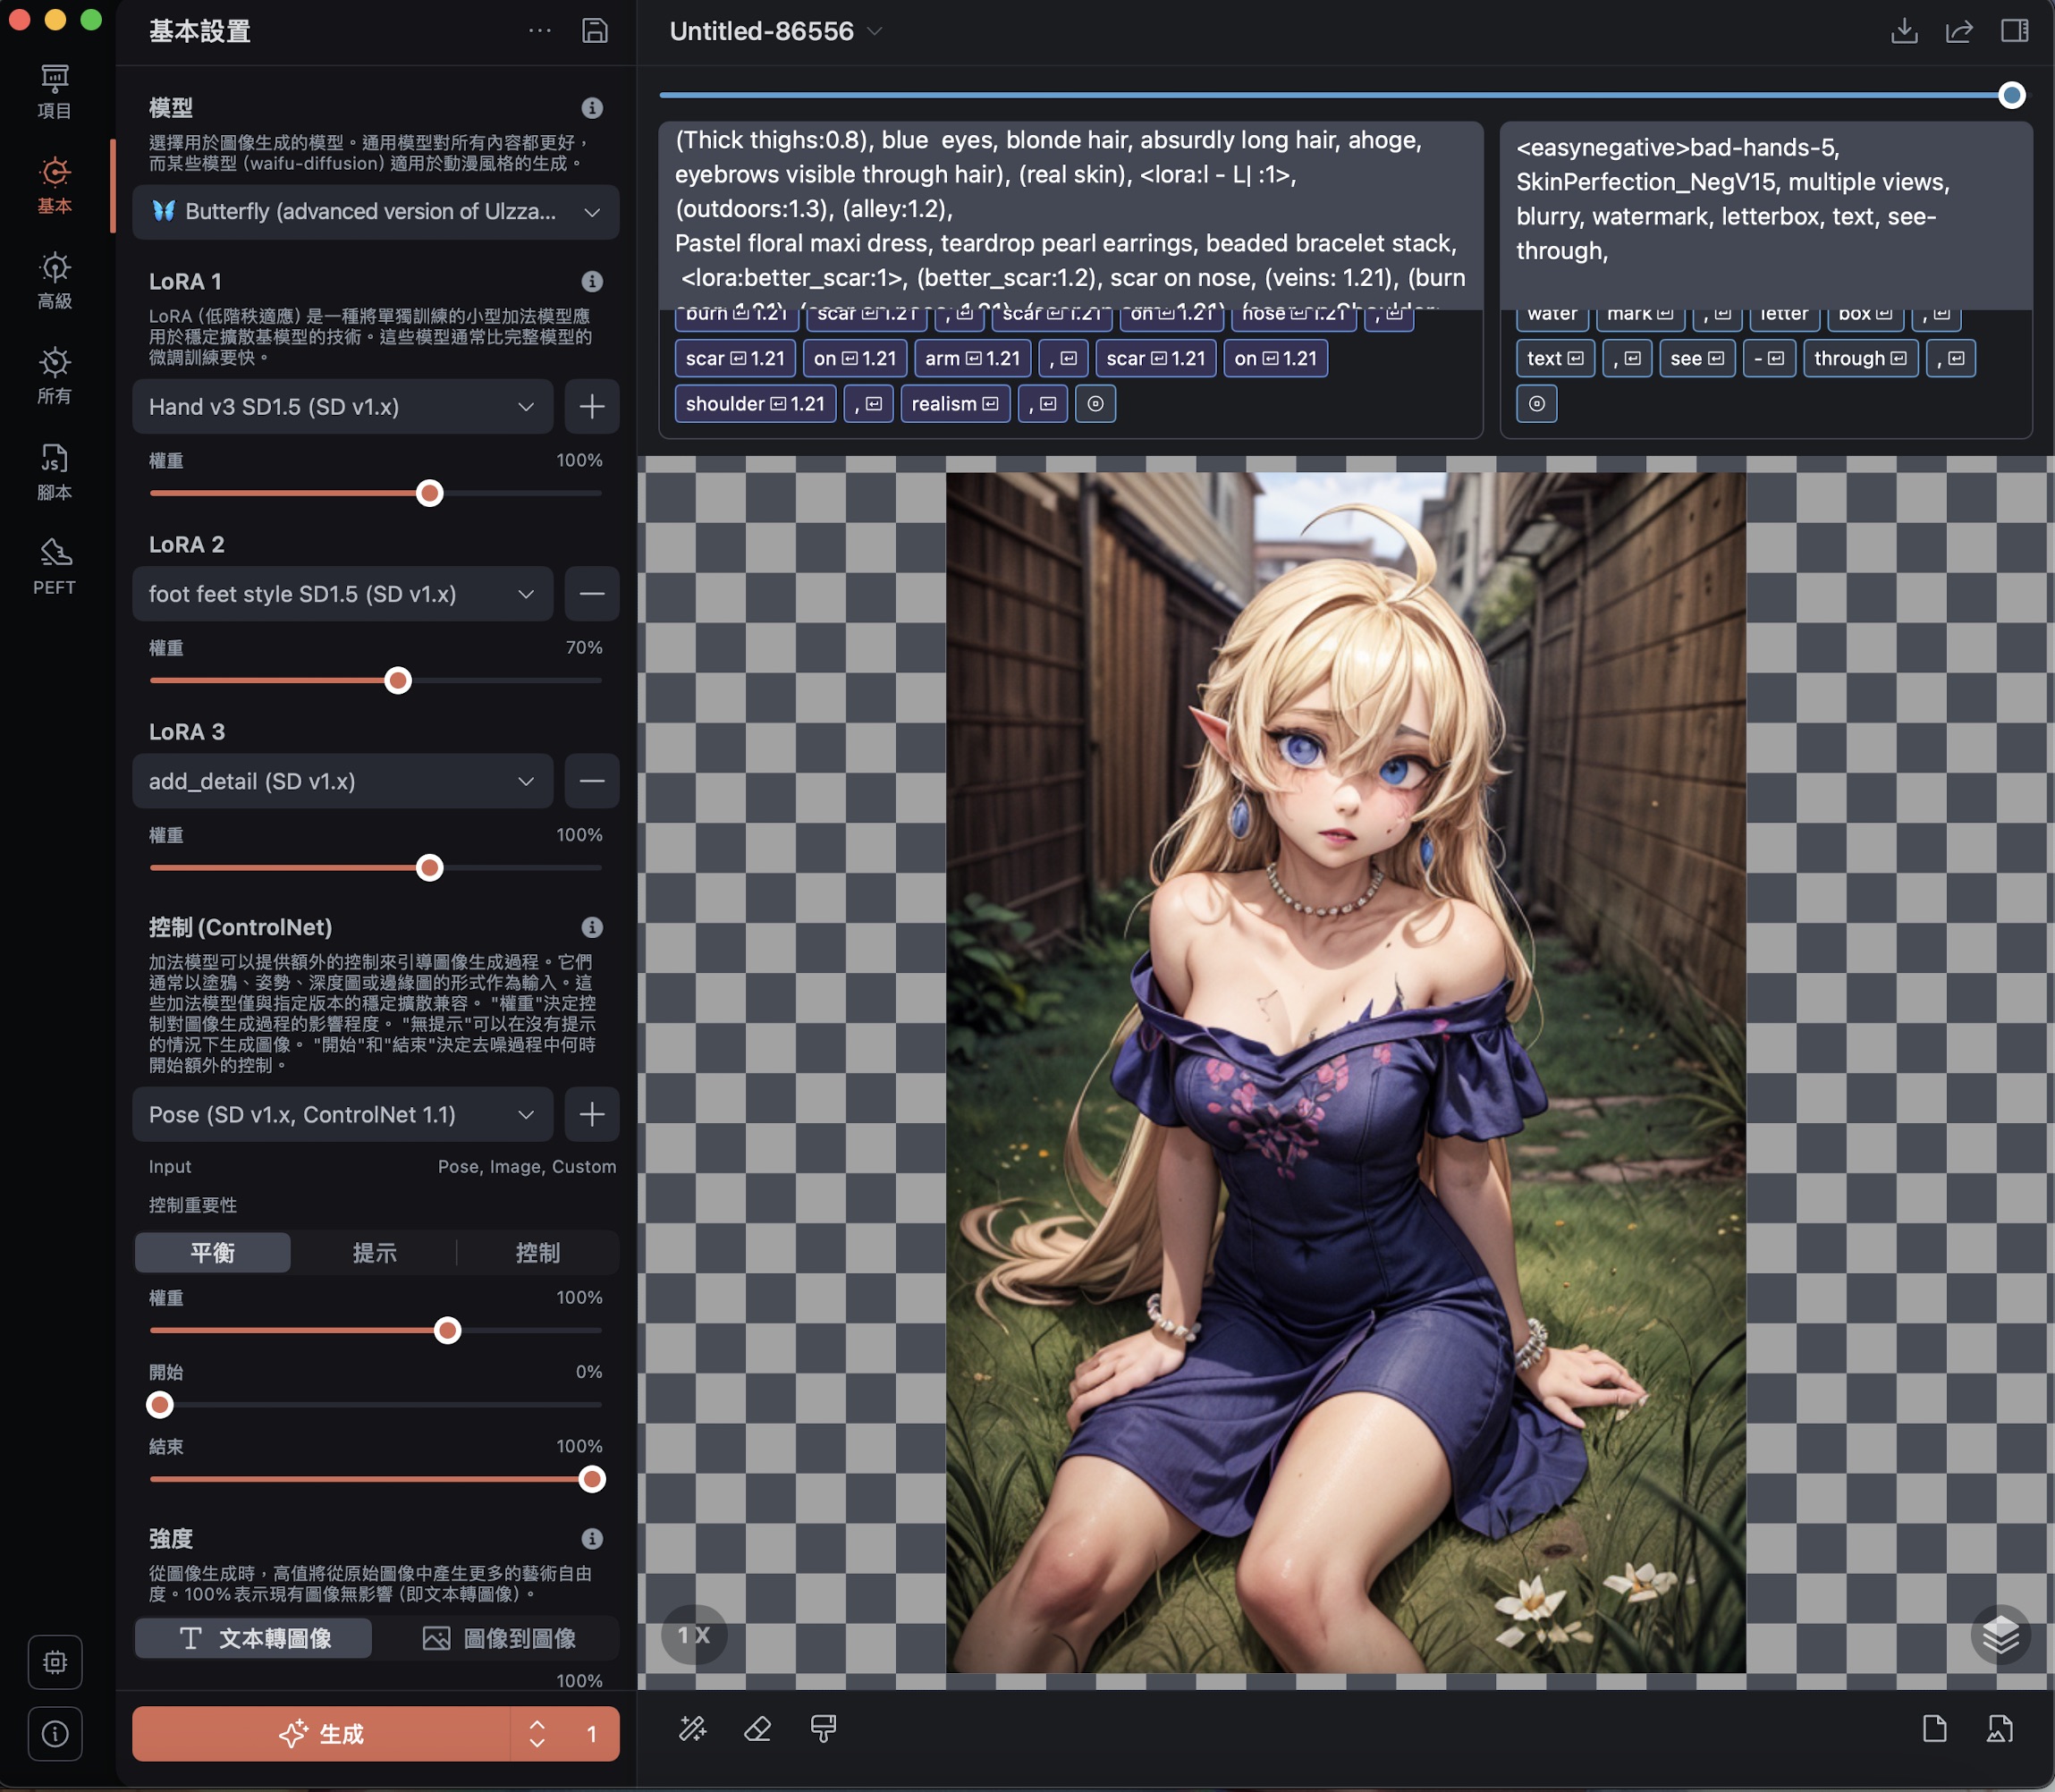 基本設置
Untitled-86556
項目
基本
高級
所有
腳本
PEFT
模型
選擇用於圖像生成的模型。通用模型對所有內容都更好，
而某些模型 (waifu-diffusion) 適用於動漫風格的生成。
Butterfly (advanced version of Ulzza...
LoRA 1
LoRA (低階秩適應) 是一種將單獨訓練的小型加法模型應
用於穩定擴散基模型的技術。這些模型通常比完整模型的
微調訓練要快。
Hand v3 SD1.5 (SD v1.x)
權重 100%
LoRA 2
foot feet style SD1.5 (SD v1.x)
權重 70%
LoRA 3
add_detail (SD v1.x)
權重 100%
控制 (ControlNet)
加法模型可以提供額外的控制來引導圖像生成過程。它們
通常以塗鴉、姿勢、深度圖或邊緣圖的形式作為輸入。這
些加法模型僅與指定版本的穩定擴散兼容。 "權重"決定控
制對圖像生成過程的影響程度。 "無提示"可以在沒有提示
的情況下生成圖像。 "開始"和"結束"決定去噪過程中何時
開始額外的控制。
Pose (SD v1.x, ControlNet 1.1)
Input Pose, Image, Custom
控制重要性
平衡 提示 控制
權重 100%
開始 0%
結束 100%
強度
從圖像生成時，高值將從原始圖像中產生更多的藝術自由
度。100% 表示現有圖像無影響 (即文本轉圖像)。
文本轉圖像 圖像到圖像
100%
生成 1
(Thick thighs:0.8), blue  eyes, blonde hair, absurdly long hair, ahoge,
eyebrows visible through hair), (real skin), <lora:l - L| :1>,
(outdoors:1.3), (alley:1.2),
Pastel floral maxi dress, teardrop pearl earrings, beaded bracelet stack,
<lora:better_scar:1>, (better_scar:1.2), scar on nose, (veins: 1.21), (burn
scarn: 1.21), (scar on nose: 1.21), (scar on arm: 1.21), (nose on Shoulder:
burn 1.21 scar 1.21 , scar 1.21 on 1.21 nose 1.21 ,
scar 1.21 on 1.21 arm 1.21 , scar 1.21 on 1.21
shoulder 1.21 , realism ,
<easynegative>bad-hands-5,
SkinPerfection_NegV15, multiple views,
blurry, watermark, letterbox, text, see-
through,
water mark , letter box ,
text , see - through ,
1 X